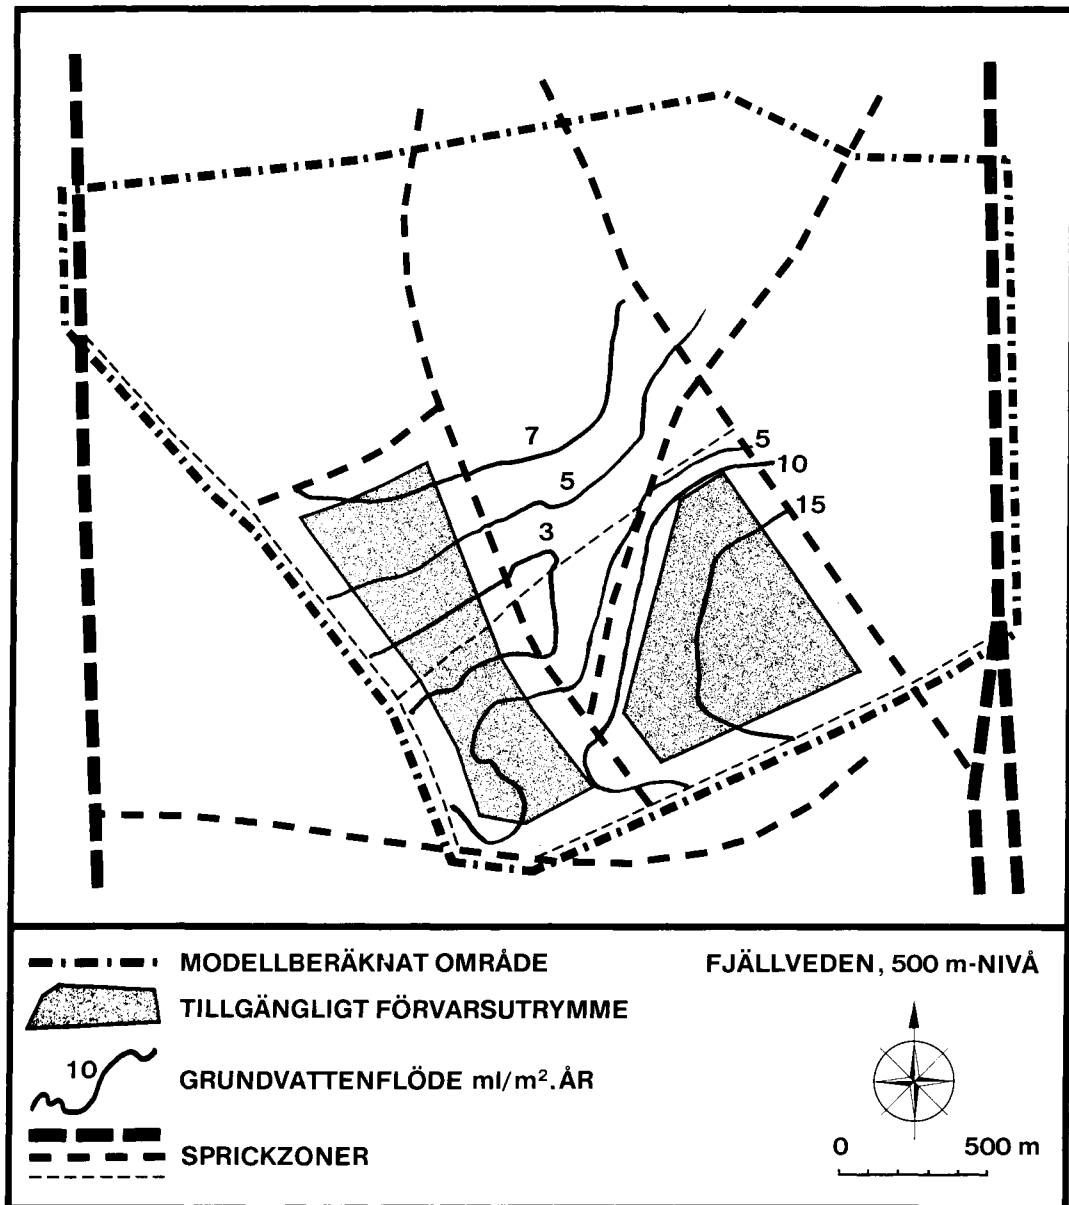 7
5
3
5
10
15
MODELLBERÄKNAT OMRÅDE
FJÄLLVEDEN, 500 m-NIVÅ
TILLGÄNGLIGT FÖRVARSUTRYMME
10
GRUNDVATTENFLÖDE ml/m².ÅR
SPRICKZONER
0 500 m